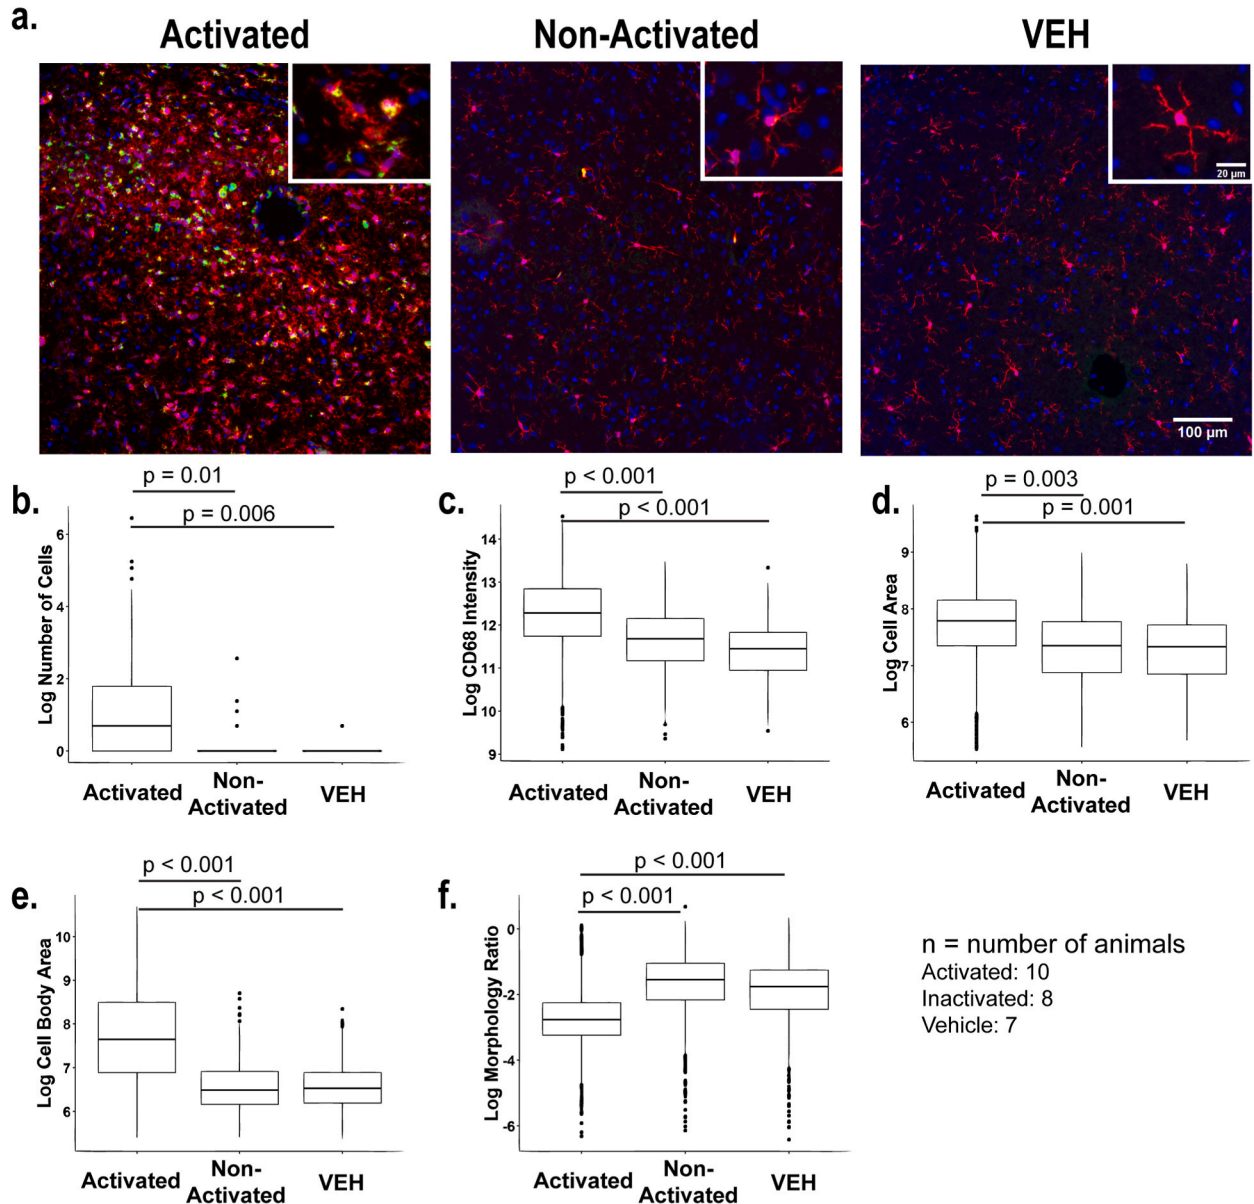 a.
Activated
Non-Activated
VEH
20 µm
100 µm
b.
p = 0.01
p = 0.006
Log Number of Cells
6
4
2
0
Activated
Non-
Activated
VEH
c.
p < 0.001
p < 0.001
Log CD68 Intensity
14
13
12
11
10
9
Activated
Non-
Activated
VEH
d.
p = 0.003
p = 0.001
Log Cell Area
9
8
7
6
Activated
Non-
Activated
VEH
e.
p < 0.001
p < 0.001
Log Cell Body Area
10
9
8
7
6
Activated
Non-
Activated
VEH
f.
p < 0.001
p < 0.001
Log Morphology Ratio
0
-2
-4
-6
Activated
Non-
Activated
VEH
n = number of animals
Activated: 10
Inactivated: 8
Vehicle: 7